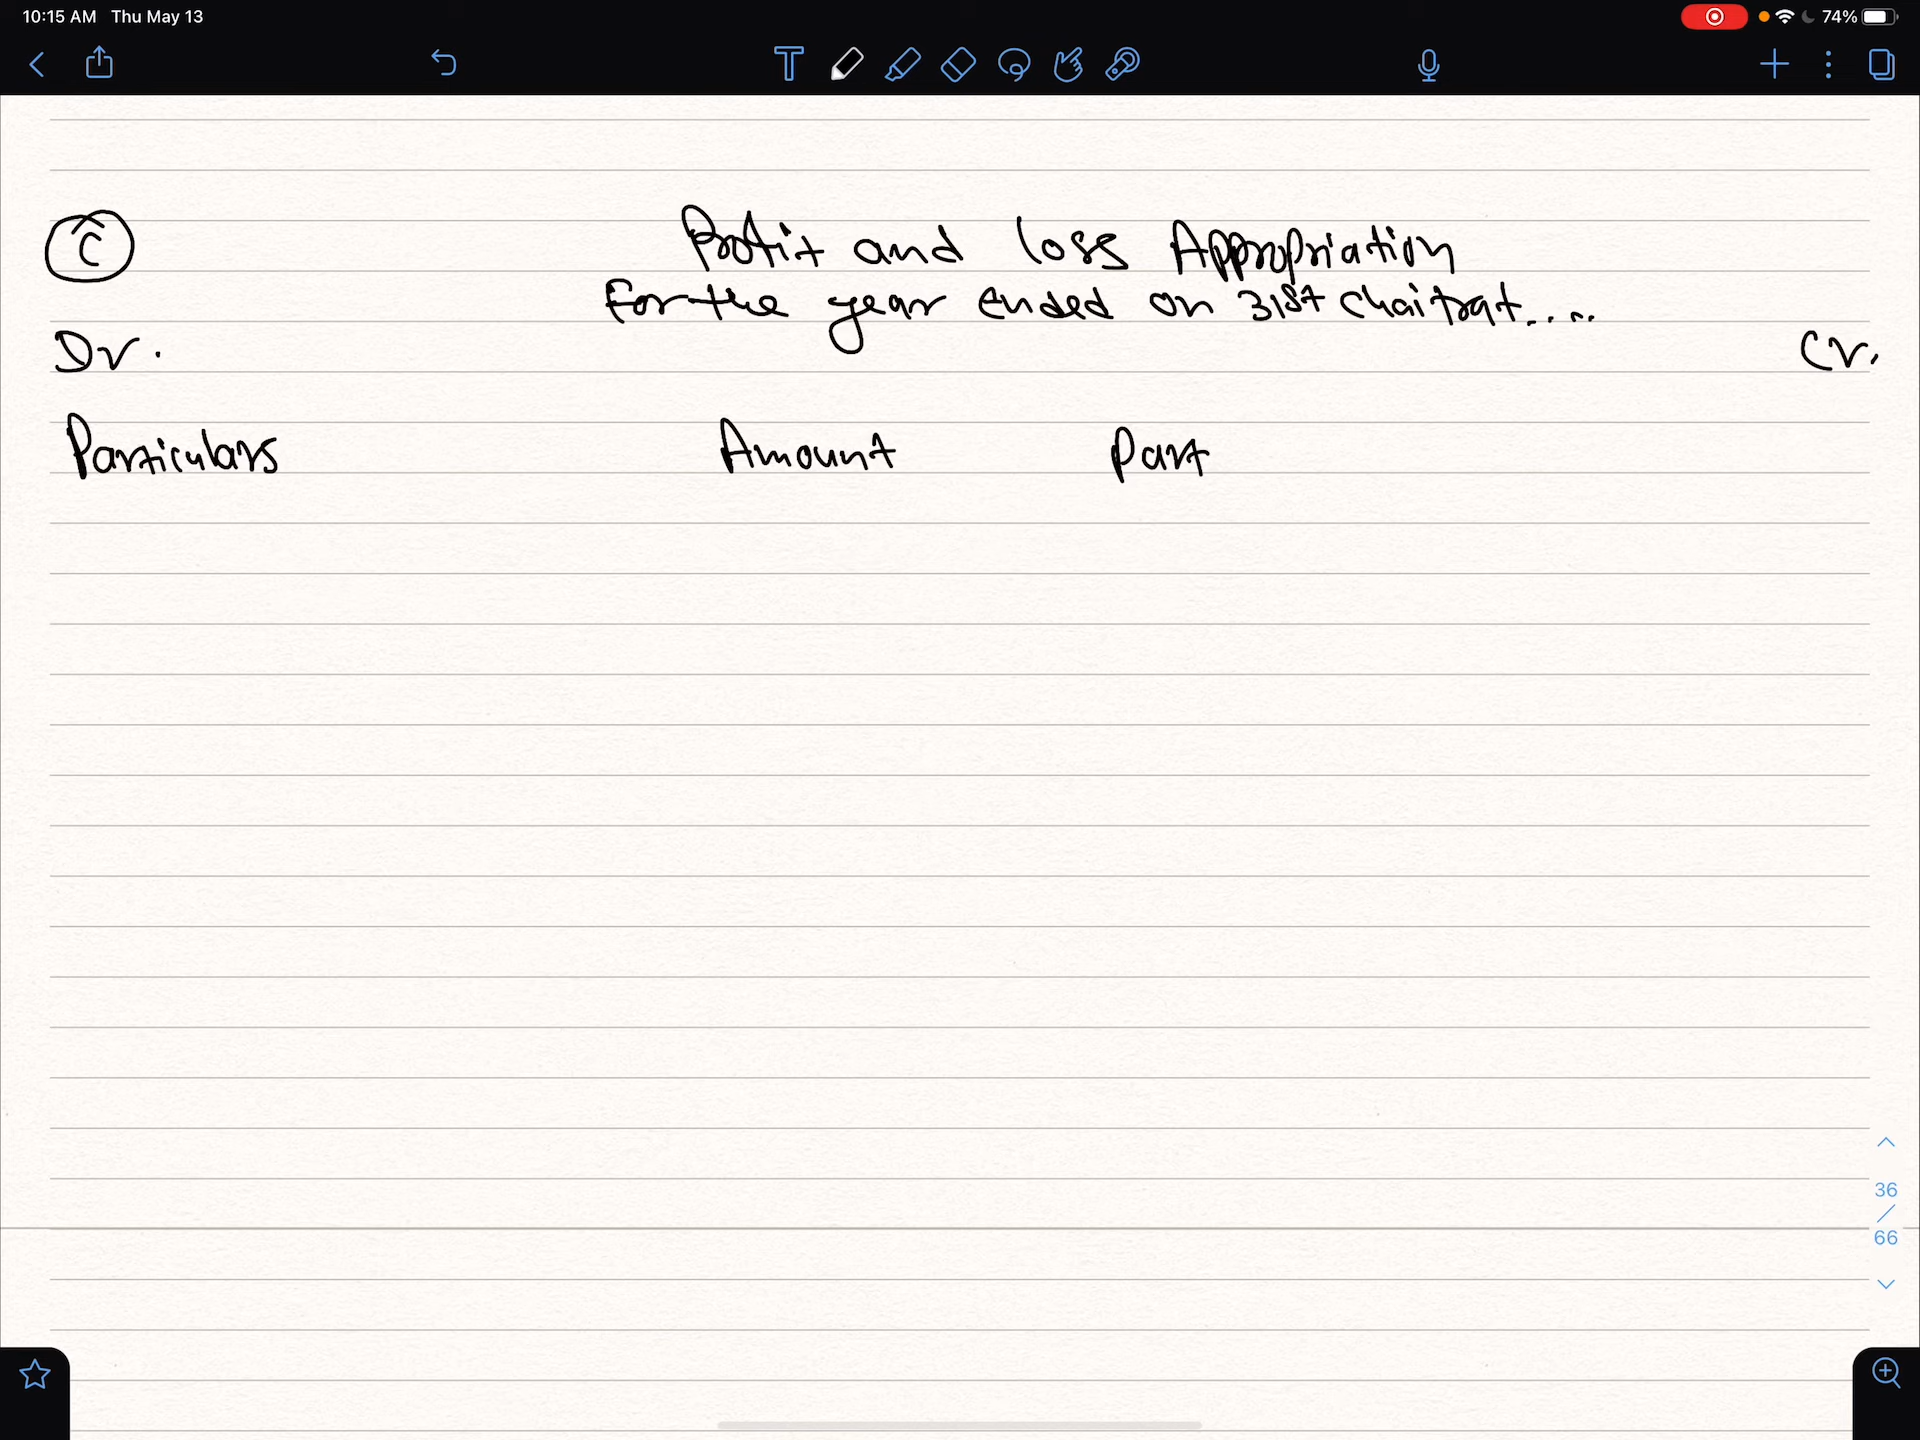 10:15 AM Thu May 13
74%
C
Profit and loss Appropriation
For the year ended on 31st chaitrat.....
Dr.
Cr.
Particulars Amount Part
36
/
66